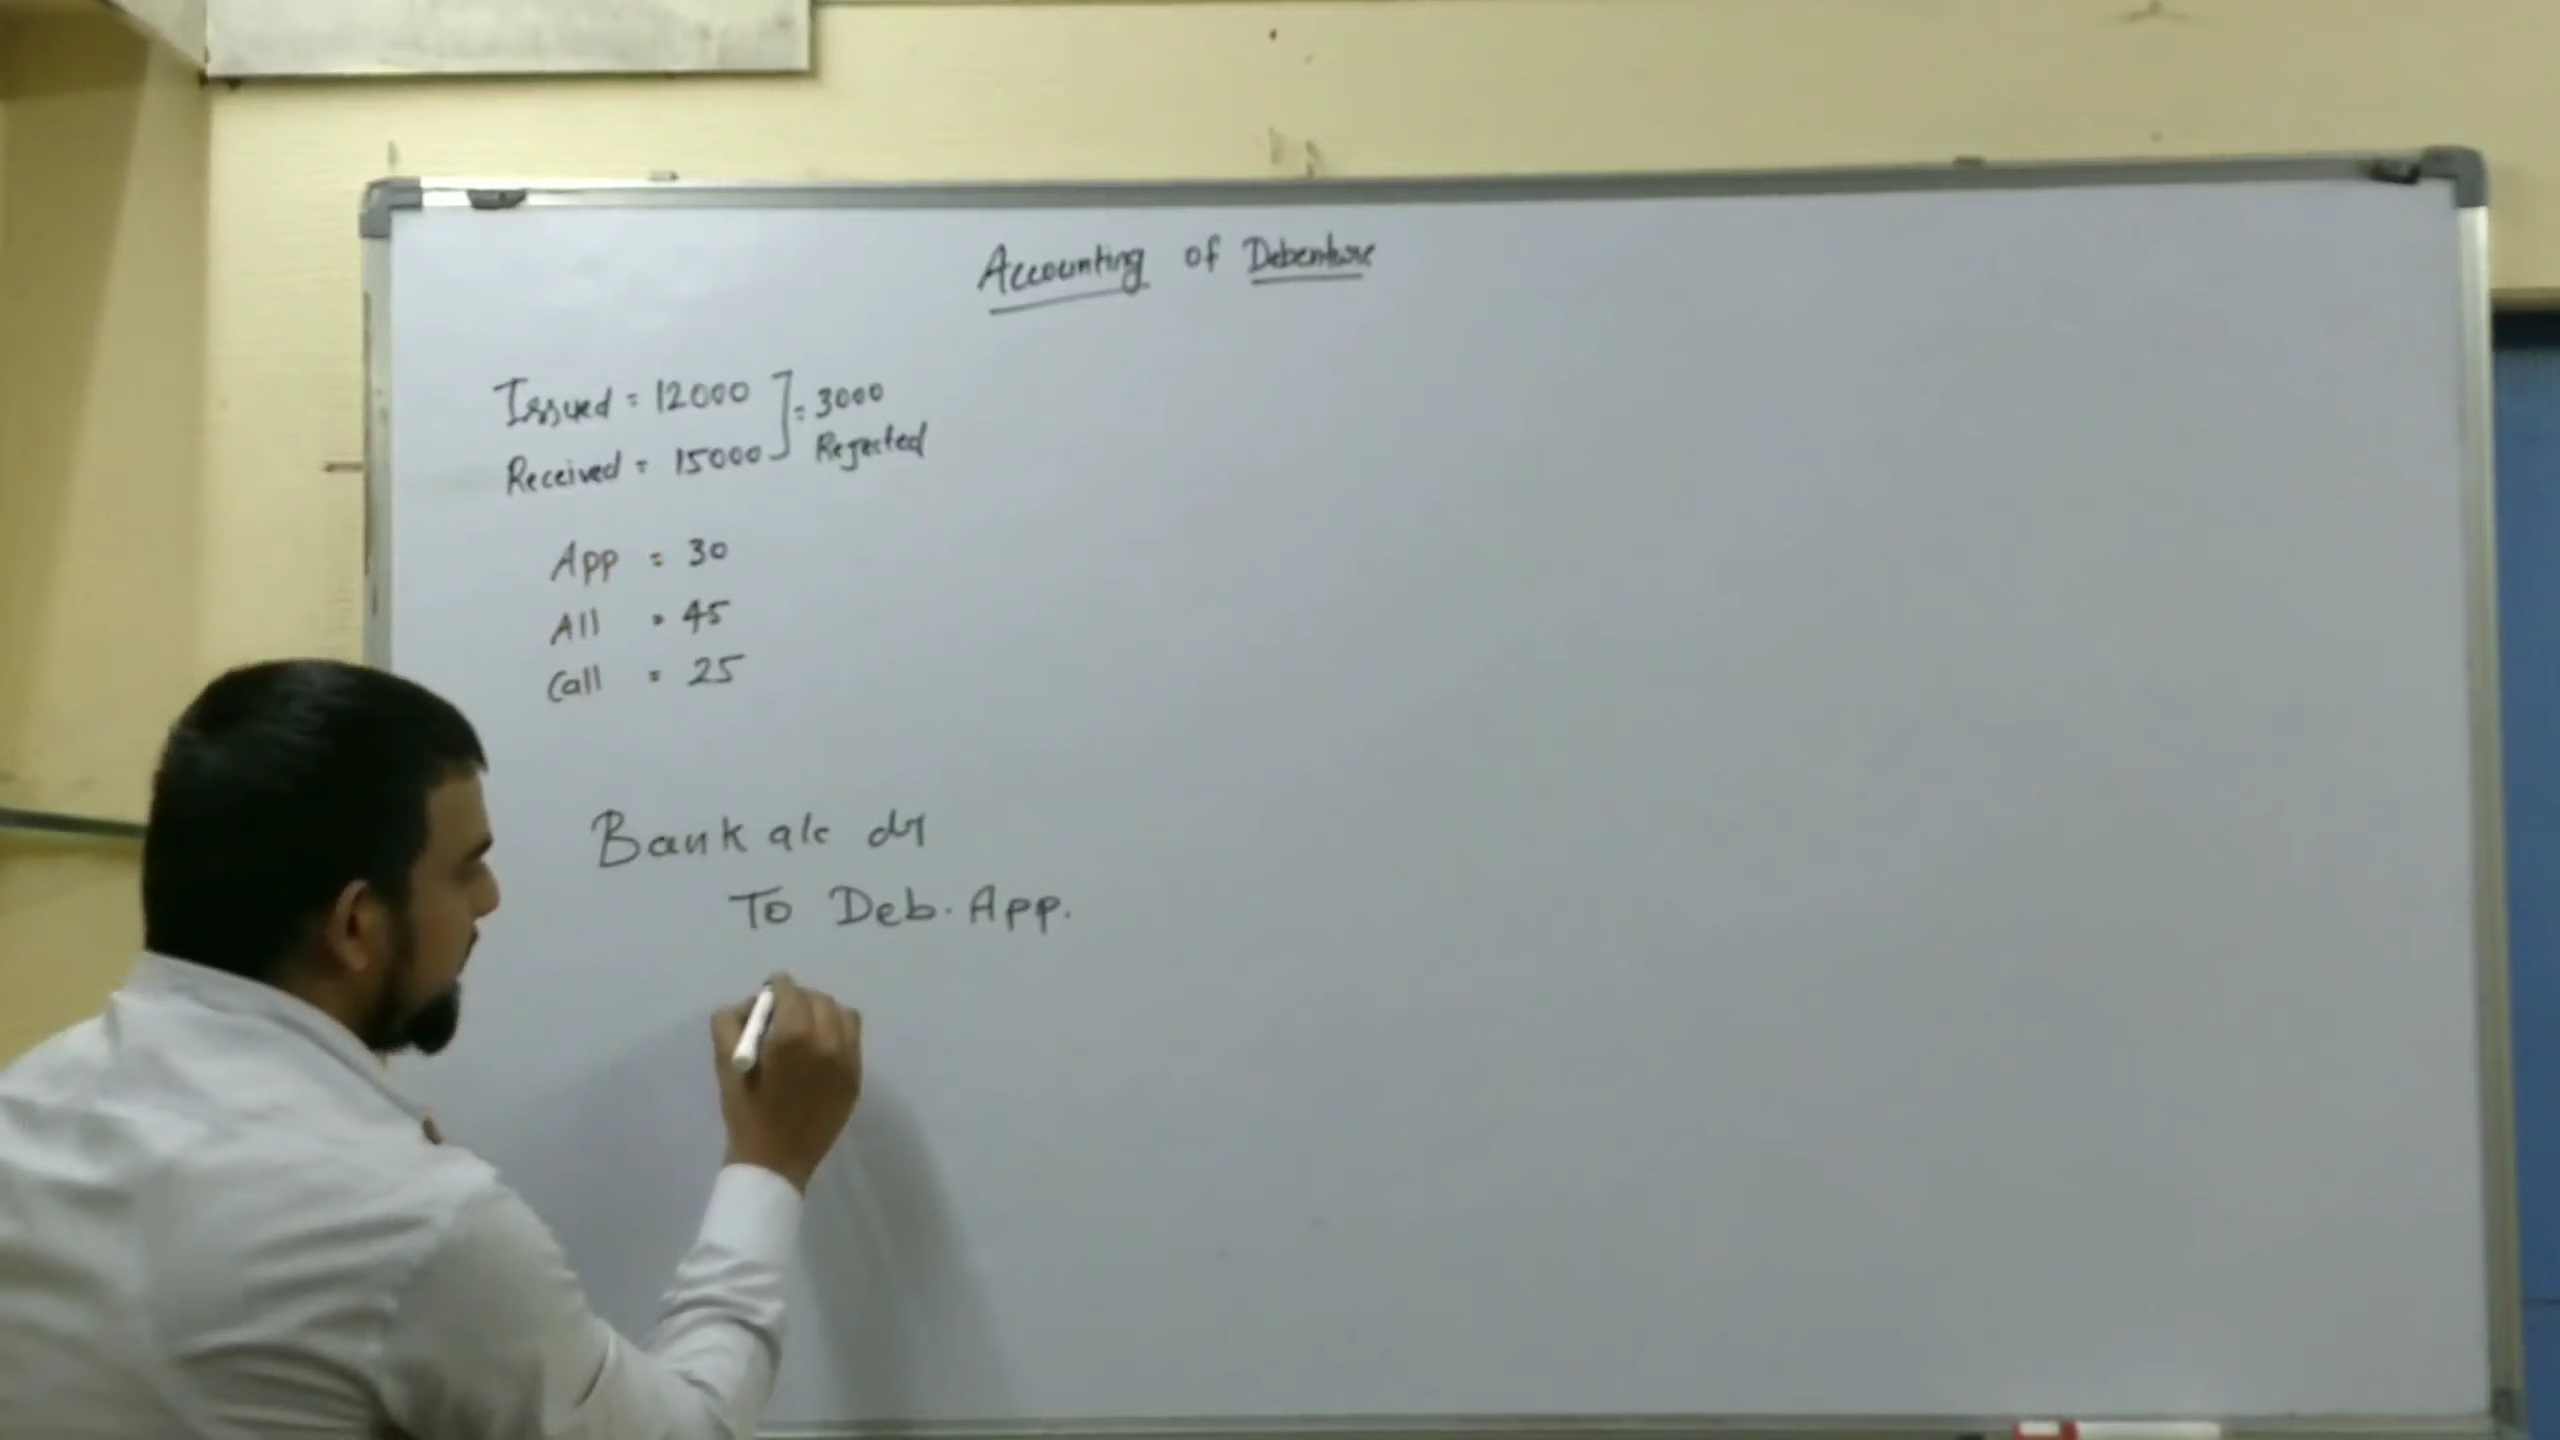 Accounting of Debenture
Issued = 12000
Received = 15000
= 3000
Rejected
App = 30
All = 45
Call = 25
Bank a/c dr
To Deb. App.